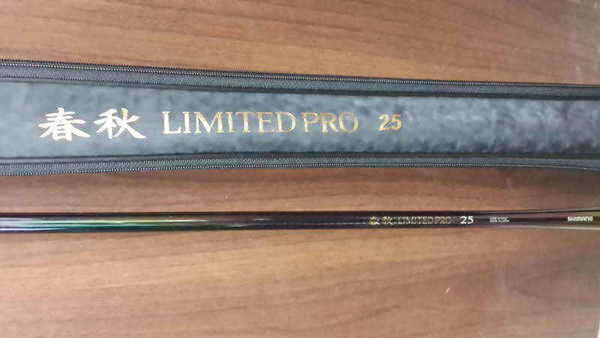 春秋 LIMITED PRO 25
春秋 LIMITED PRO 25 SHIMANO